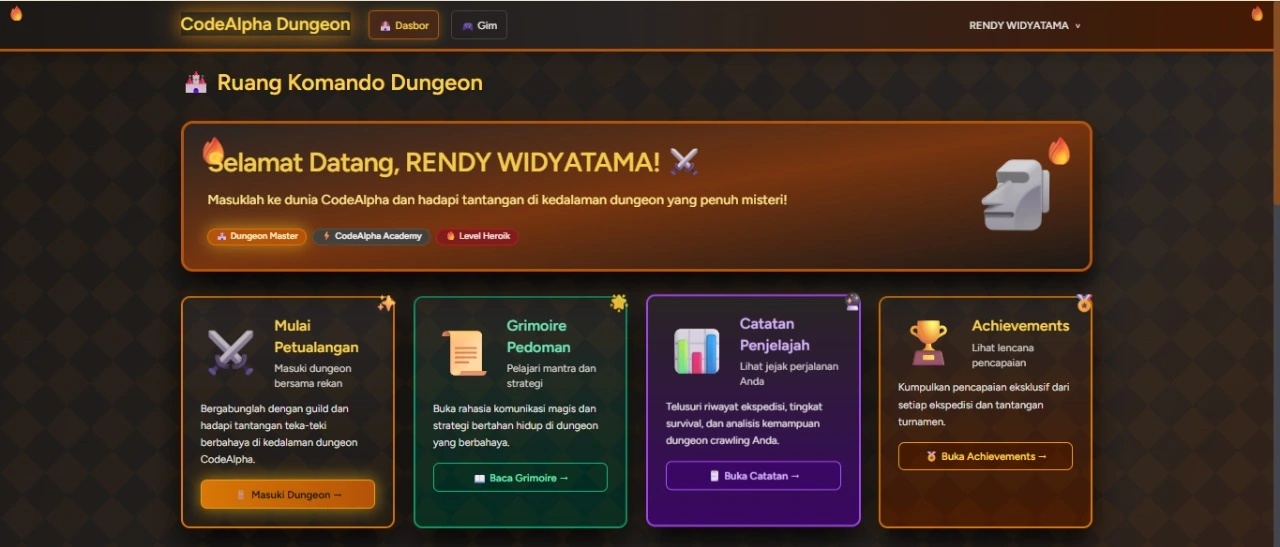 CodeAlpha Dungeon
Dasbor
Gim
RENDY WIDYATAMA
Ruang Komando Dungeon
Selamat Datang, RENDY WIDYATAMA!
Masuklah ke dunia CodeAlpha dan hadapi tantangan di kedalaman dungeon yang penuh misteri!
Dungeon Master
CodeAlpha Academy
Level Heroik
Mulai
Petualangan
Masuki dungeon
bersama rekan
Bergabunglah dengan guild dan
hadapi tantangan teka-teki
berbahaya di kedalaman dungeon
CodeAlpha.
Masuki Dungeon →
Grimoire
Pedoman
Pelajari mantra dan
strategi
Buka rahasia komunikasi magis dan
strategi bertahan hidup di dungeon
yang berbahaya.
Baca Grimoire →
Catatan
Penjelajah
Lihat jejak perjalanan
Anda
Telusuri riwayat ekspedisi, tingkat
survival, dan analisis kemampuan
dungeon crawling Anda.
Buka Catatan →
Achievements
Lihat lencana
pencapaian
Kumpulkan pencapaian eksklusif dari
setiap ekspedisi dan tantangan
turnamen.
Buka Achievements →